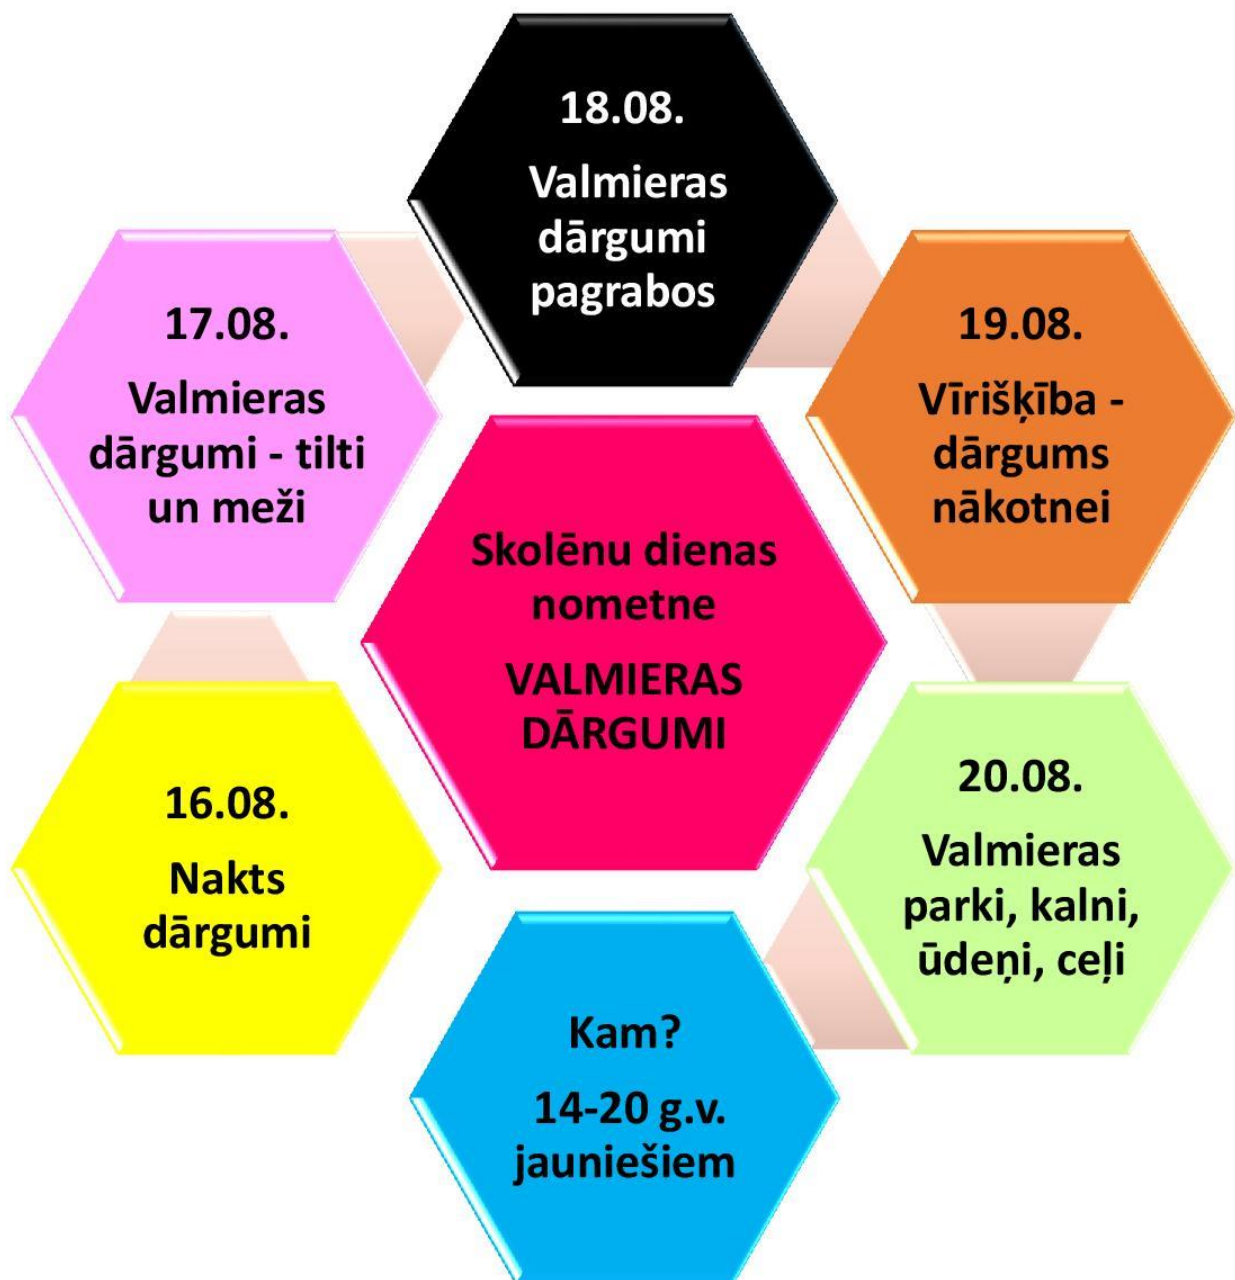 18.08.
Valmieras
dārgumi
pagrabos
17.08.
Valmieras
dārgumi - tilti
un meži
19.08.
Vīrišķība -
dārgums
nākotnei
Skolēnu dienas
nometne
VALMIERAS
DĀRGUMI
16.08.
Nakts
dārgumi
20.08.
Valmieras
parki, kalni,
ūdeņi, ceļi
Kam?
14-20 g.v.
jauniešiem